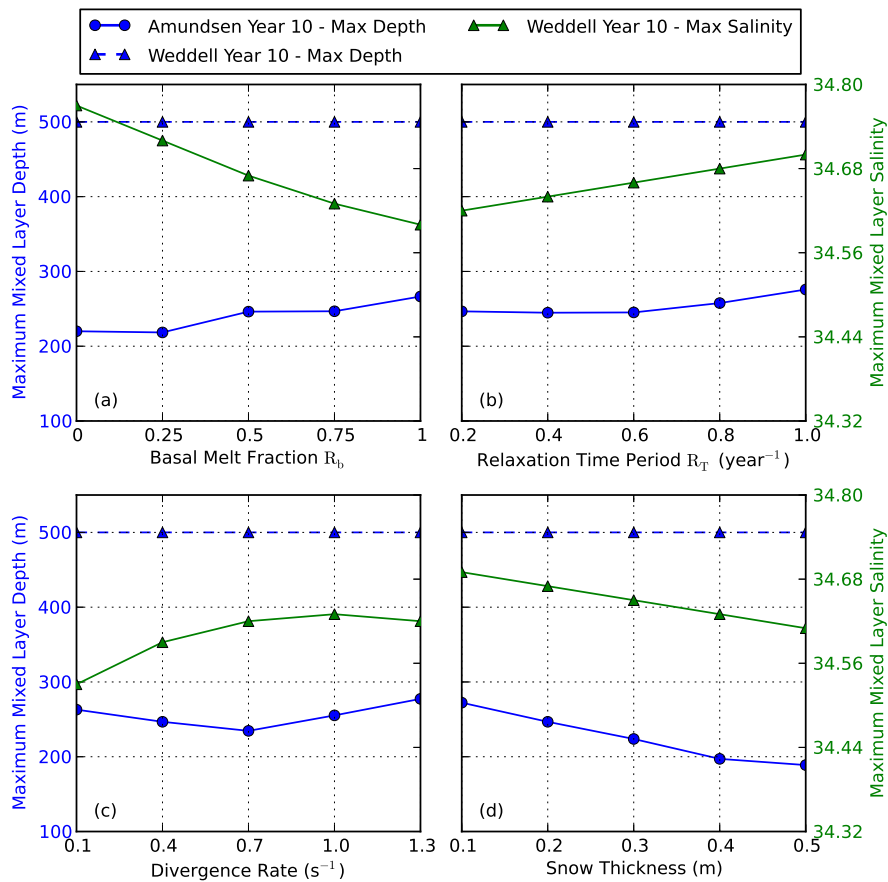 Amundsen Year 10 - Max Depth
Weddell Year 10 - Max Salinity
Weddell Year 10 - Max Depth
Maximum Mixed Layer Depth (m)
500
400
300
200
100
(a)
0 0.25 0.5 0.75 1
Basal Melt Fraction R_b
(b)
0.2 0.4 0.6 0.8 1.0
Relaxation Time Period R_T (year⁻¹)
34.80
34.68
34.56
34.44
34.32
Maximum Mixed Layer Salinity
Maximum Mixed Layer Depth (m)
500
400
300
200
100
(c)
0.1 0.4 0.7 1.0 1.3
Divergence Rate (s⁻¹)
(d)
0.1 0.2 0.3 0.4 0.5
Snow Thickness (m)
34.80
34.68
34.56
34.44
34.32
Maximum Mixed Layer Salinity